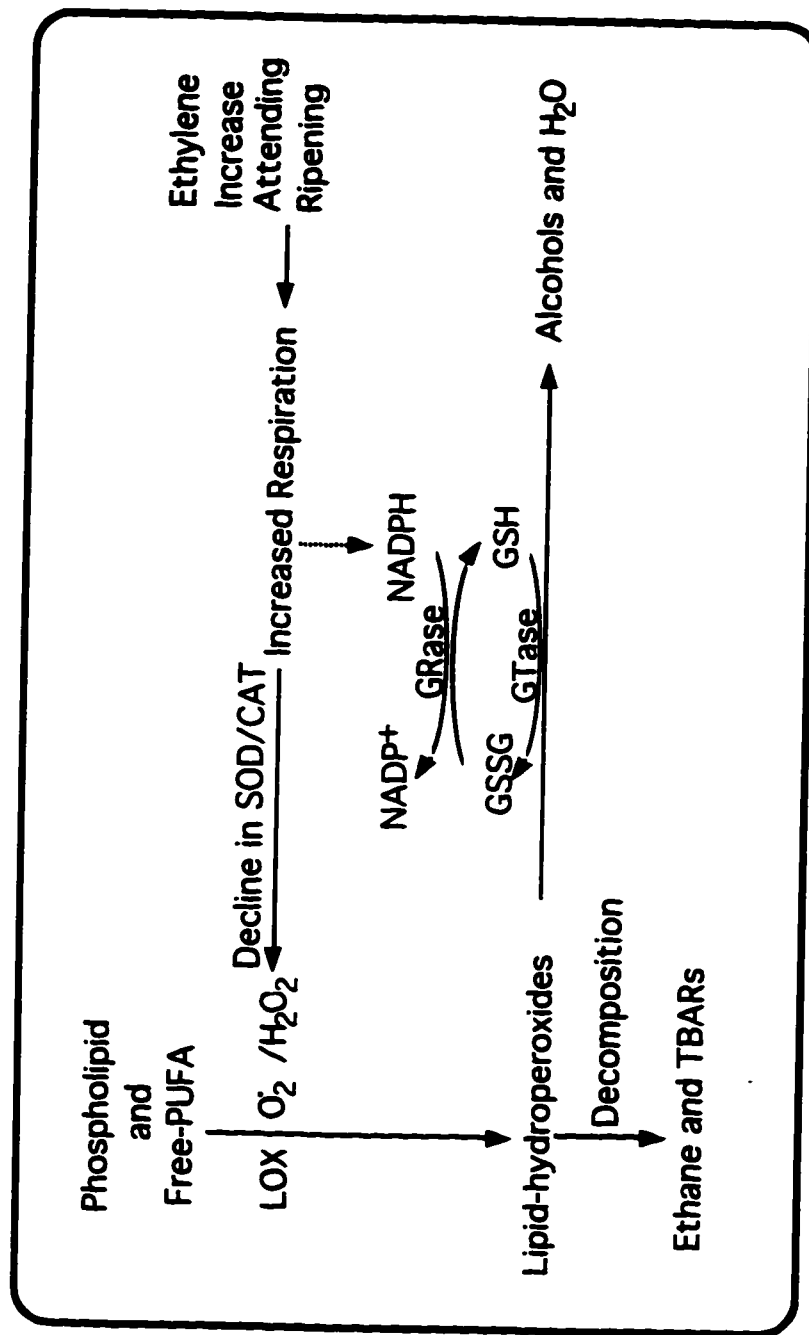 Phospholipid
and
Free-PUFA
Ethylene
Increase
Attending
Ripening
LOX O₂⁻ /H₂O₂
Decline in SOD/CAT
Increased Respiration
NADP+
NADPH
GRase
GSSG
GSH
GTase
Lipid-hydroperoxides
Alcohols and H₂O
Decomposition
Ethane and TBARs